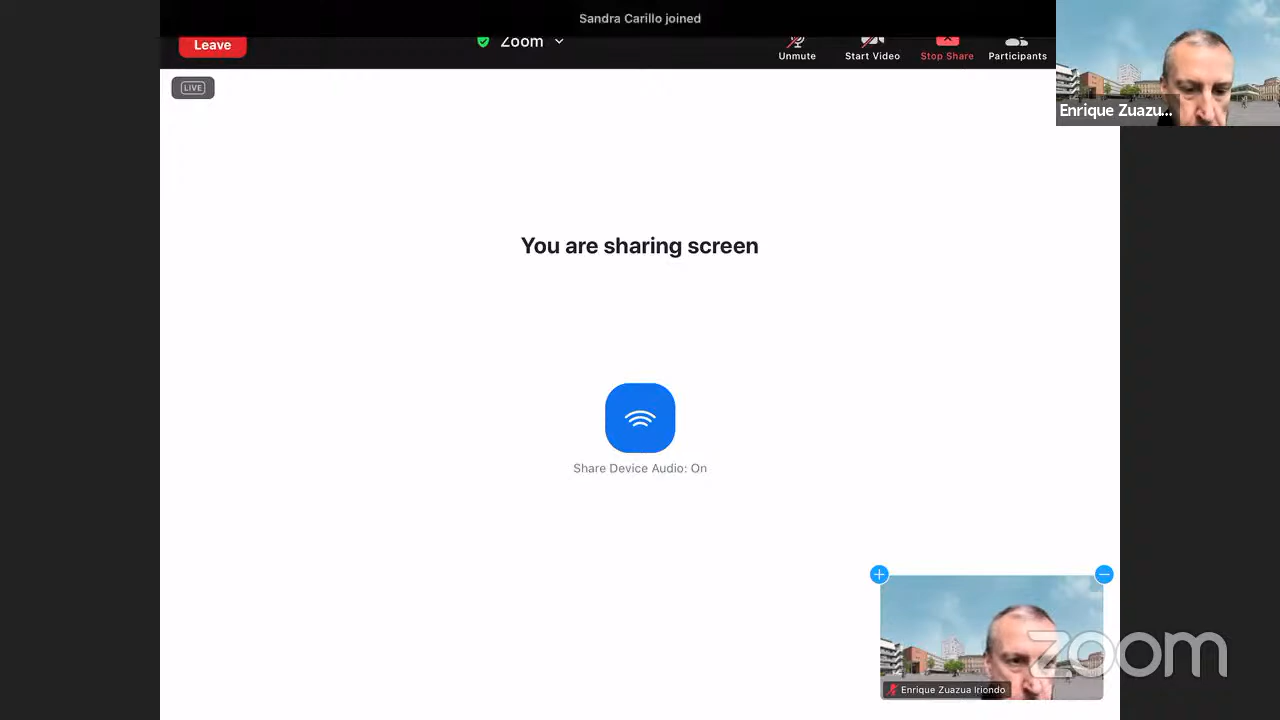 Sandra Carillo joined
Leave
Zoom
Unmute
Start Video
Stop Share
Participants
Enrique Zuazu...
LIVE
You are sharing screen
Share Device Audio: On
Enrique Zuazua Iriondo
zoom